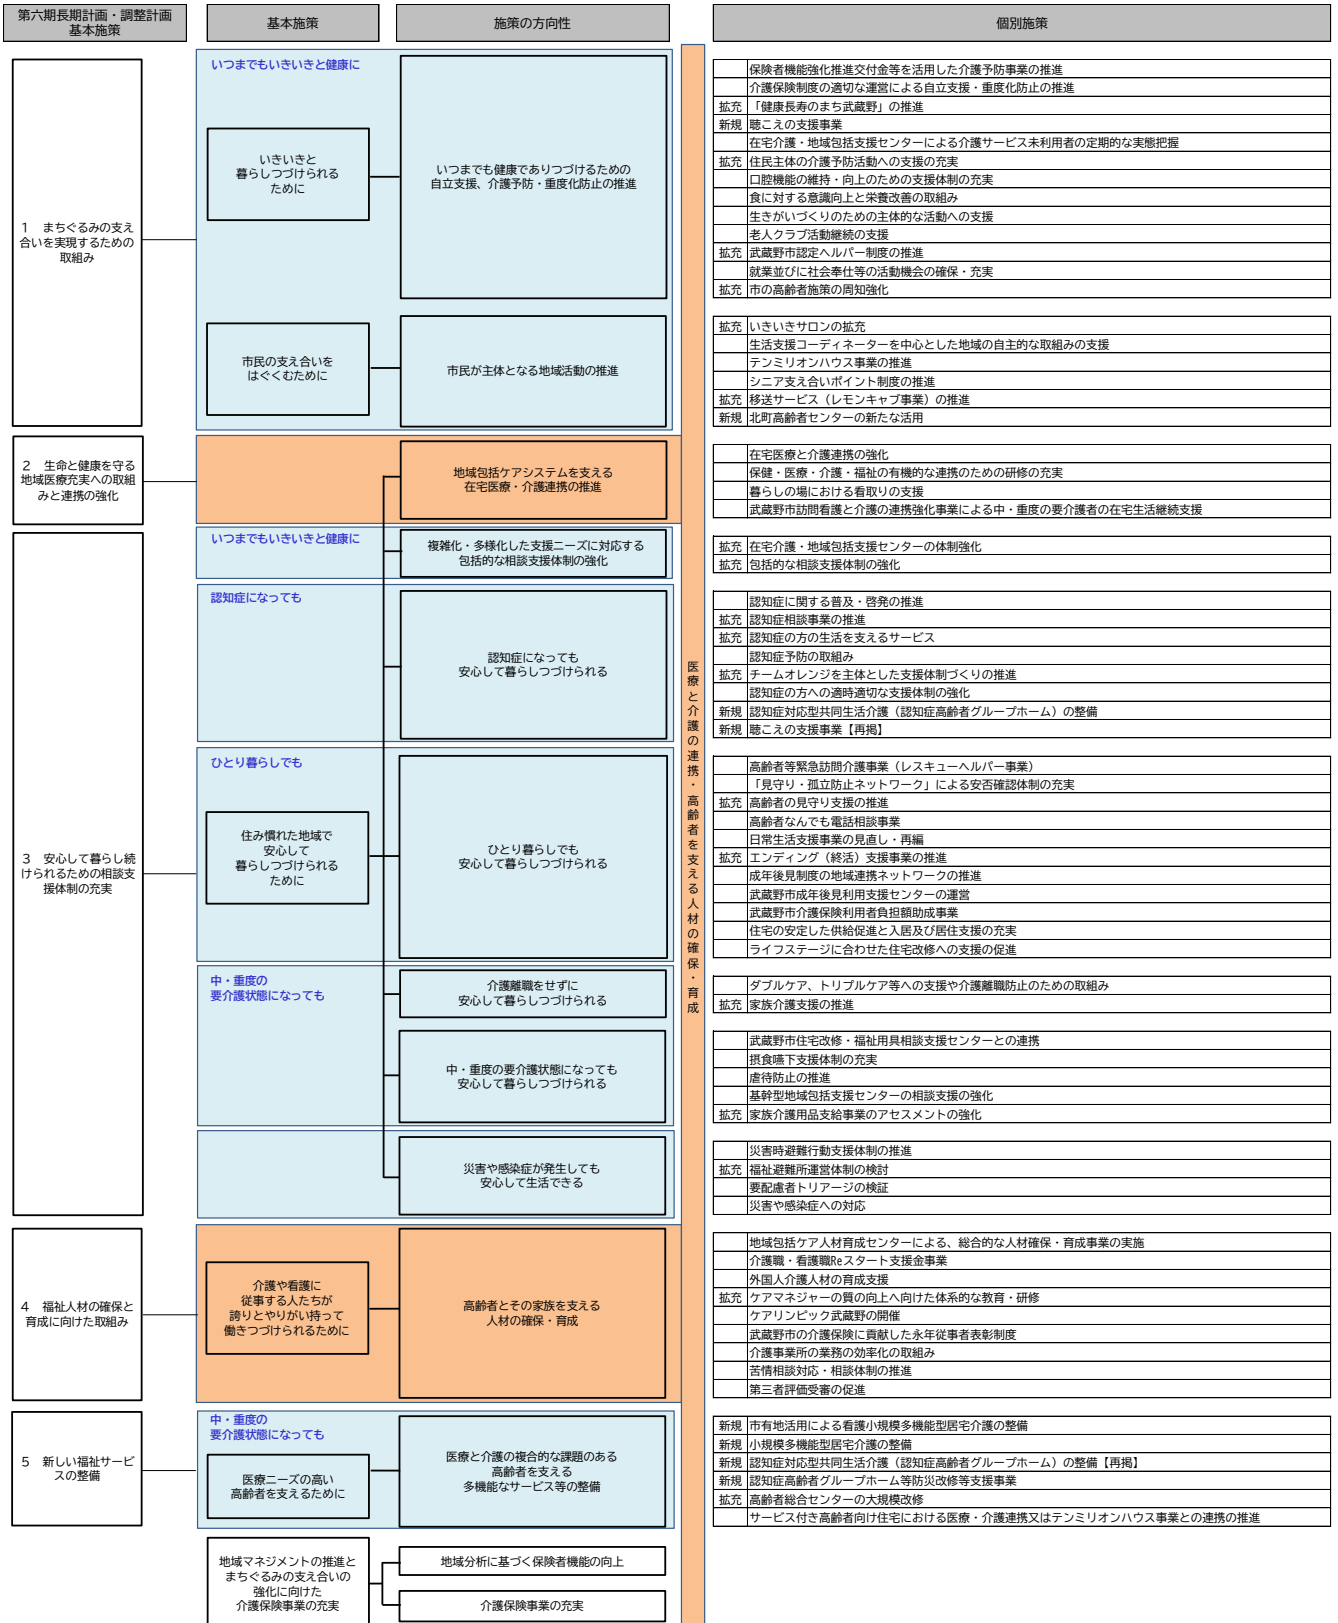 第六期長期計画・調整計画
基本施策
基本施策
施策の方向性
個別施策
1 まちぐるみの支え
合いを実現するための
取組み
いつまでもいきいきと健康に
いきいきと
暮らしつづけられる
ために
いつまでも健康でありつづけるための
自立支援、介護予防・重度化防止の推進
保険者機能強化推進交付金等を活用した介護予防事業の推進
介護保険制度の適切な運営による自立支援・重度化防止の推進
拡充 「健康長寿のまち武蔵野」の推進
新規 聴こえの支援事業
在宅介護・地域包括支援センターによる介護サービス未利用者の定期的な実態把握
拡充 住民主体の介護予防活動への支援の充実
口腔機能の維持・向上のための支援体制の充実
食に対する意識向上と栄養改善の取組み
生きがいづくりのための主体的な活動への支援
老人クラブ活動継続の支援
拡充 武蔵野市認定ヘルパー制度の推進
就業並びに社会奉仕等の活動機会の確保・充実
拡充 市の高齢者施策の周知強化
市民の支え合いを
はぐくむために
市民が主体となる地域活動の推進
拡充 いきいきサロンの拡充
生活支援コーディネーターを中心とした地域の自主的な取組みの支援
テンミリオンハウス事業の推進
シニア支え合いポイント制度の推進
拡充 移送サービス（レモンキャブ事業）の推進
新規 北町高齢者センターの新たな活用
2 生命と健康を守る
地域医療充実への取組
みと連携の強化
地域包括ケアシステムを支える
在宅医療・介護連携の推進
在宅医療と介護連携の強化
保健・医療・介護・福祉の有機的な連携のための研修の充実
暮らしの場における看取りの支援
武蔵野市訪問看護と介護の連携強化事業による中・重度の要介護者の在宅生活継続支援
3 安心して暮らし続
けられるための相談支
援体制の充実
いつまでもいきいきと健康に
複雑化・多様化した支援ニーズに対応する
包括的な相談支援体制の強化
拡充 在宅介護・地域包括支援センターの体制強化
拡充 包括的な相談支援体制の強化
認知症になっても
認知症になっても
安心して暮らしつづけられる
認知症に関する普及・啓発の推進
拡充 認知症相談事業の推進
拡充 認知症の方の生活を支えるサービス
認知症予防の取組み
拡充 チームオレンジを主体とした支援体制づくりの推進
認知症の方への適時適切な支援体制の強化
新規 認知症対応型共同生活介護（認知症高齢者グループホーム）の整備
新規 聴こえの支援事業【再掲】
ひとり暮らしでも
住み慣れた地域で
安心して
暮らしつづけられる
ために
ひとり暮らしでも
安心して暮らしつづけられる
高齢者等緊急訪問介護事業（レスキューヘルパー事業）
「見守り・孤立防止ネットワーク」による安否確認体制の充実
拡充 高齢者の見守り支援の推進
高齢者なんでも電話相談事業
日常生活支援事業の見直し・再編
拡充 エンディング（終活）支援事業の推進
成年後見制度の地域連携ネットワークの推進
武蔵野市成年後見利用支援センターの運営
武蔵野市介護保険利用者負担額助成事業
住宅の安定した供給促進と入居及び居住支援の充実
ライフステージに合わせた住宅改修への支援の促進
中・重度の
要介護状態になっても
介護離職をせずに
安心して暮らしつづけられる
ダブルケア、トリプルケア等への支援や介護離職防止のための取組み
拡充 家族介護支援の推進
中・重度の要介護状態になっても
安心して暮らしつづけられる
武蔵野市住宅改修・福祉用具相談支援センターとの連携
摂食嚥下支援体制の充実
虐待防止の推進
基幹型地域包括支援センターの相談支援の強化
拡充 家族介護用品支給事業のアセスメントの強化
災害や感染症が発生しても
安心して生活できる
災害時避難行動支援体制の推進
拡充 福祉避難所運営体制の検討
要配慮者トリアージの検証
災害や感染症への対応
医療と介護の連携・高齢者を支える人材の確保・育成
4 福祉人材の確保と
育成に向けた取組み
介護や看護に
従事する人たちが
誇りとやりがい持って
働きつづけられるために
高齢者とその家族を支える
人材の確保・育成
地域包括ケア人材育成センターによる、総合的な人材確保・育成事業の実施
介護職・看護職Reスタート支援金事業
外国人介護人材の育成支援
拡充 ケアマネジャーの質の向上へ向けた体系的な教育・研修
ケアリンピック武蔵野の開催
武蔵野市の介護保険に貢献した永年従事者表彰制度
介護事業所の業務の効率化の取組み
苦情相談対応・相談体制の推進
第三者評価受審の促進
5 新しい福祉サービ
スの整備
中・重度の
要介護状態になっても
医療ニーズの高い
高齢者を支えるために
医療と介護の複合的な課題のある
高齢者を支える
多機能なサービス等の整備
新規 市有地活用による看護小規模多機能型居宅介護の整備
新規 小規模多機能型居宅介護の整備
新規 認知症対応型共同生活介護（認知症高齢者グループホーム）の整備【再掲】
新規 認知症高齢者グループホーム等防災改修等支援事業
拡充 高齢者総合センターの大規模改修
サービス付き高齢者向け住宅における医療・介護連携又はテンミリオンハウス事業との連携の推進
地域マネジメントの推進と
まちぐるみの支え合いの
強化に向けた
介護保険事業の充実
地域分析に基づく保険者機能の向上
介護保険事業の充実